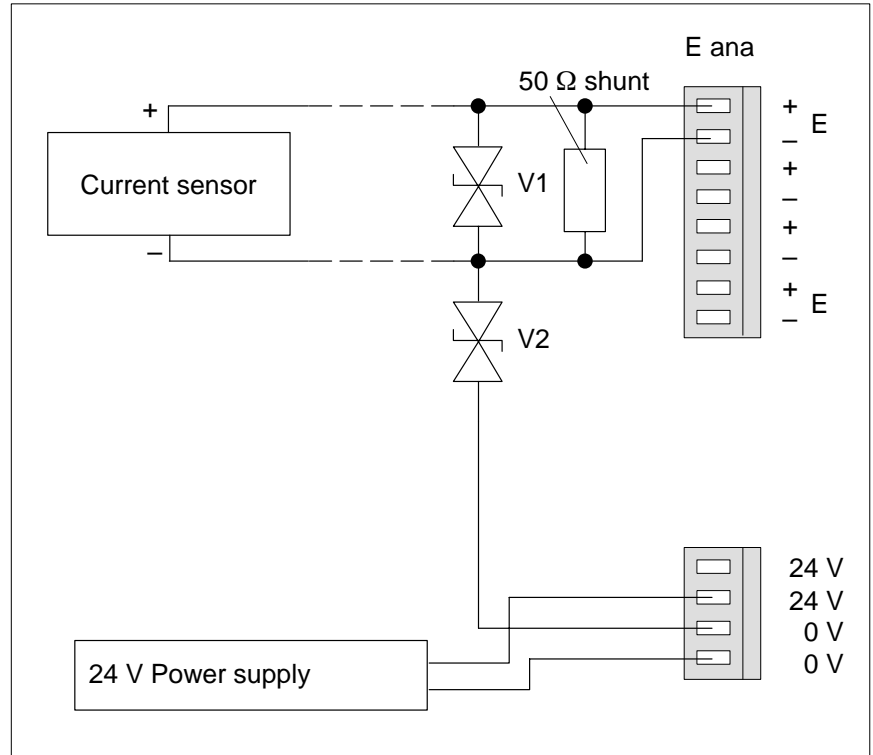 E ana
50 Ω shunt
+
Current sensor
–
V1
V2
+
E
–
+
–
+
–
+
E
–
24 V
24 V
0 V
0 V
24 V Power supply